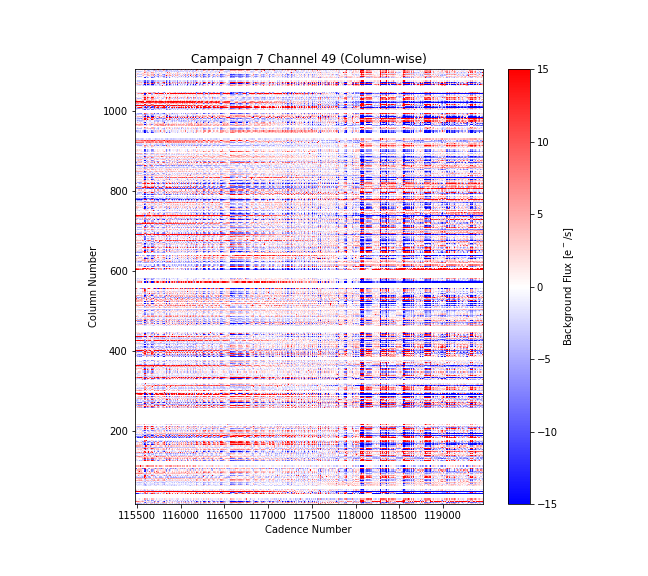 Campaign 7 Channel 49 (Column-wise)
1000
800
600
400
200
Column Number
115500 116000 116500 117000 117500 118000 118500 119000
Cadence Number
15
10
5
0
−5
−10
−15
Background Flux [e⁻/s]